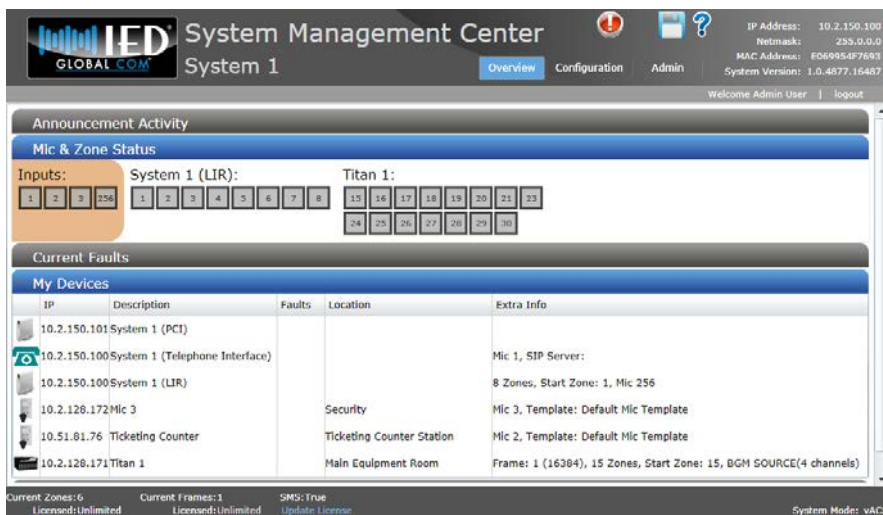 IED
GLOBAL COM
System Management Center
System 1
Overview Configuration Admin
IP Address: 10.2.150.100
Netmask: 255.0.0.0
MAC Address: E069954F7693
System Version: 1.0.4877.16487
Welcome Admin User | logout
Announcement Activity
Mic & Zone Status
Inputs: System 1 (LIR): Titan 1:
1 2 3 256 1 2 3 4 5 6 7 8 15 16 17 18 19 20 21 23
24 25 26 27 28 29 30
Current Faults
My Devices
IP Description Faults Location Extra Info
10.2.150.101 System 1 (PCI)
10.2.150.100 System 1 (Telephone Interface) Mic 1, SIP Server:
10.2.150.100 System 1 (LIR) 8 Zones, Start Zone: 1, Mic 256
10.2.128.172 Mic 3 Security Mic 3, Template: Default Mic Template
10.51.81.76 Ticketing Counter Ticketing Counter Station Mic 2, Template: Default Mic Template
10.2.128.171 Titan 1 Main Equipment Room Frame: 1 (16384), 15 Zones, Start Zone: 15, BGM SOURCE(4 channels)
Current Zones:6 Current Frames:1 SMS:True
Licensed:Unlimited Licensed:Unlimited Update License System Mode: vAC